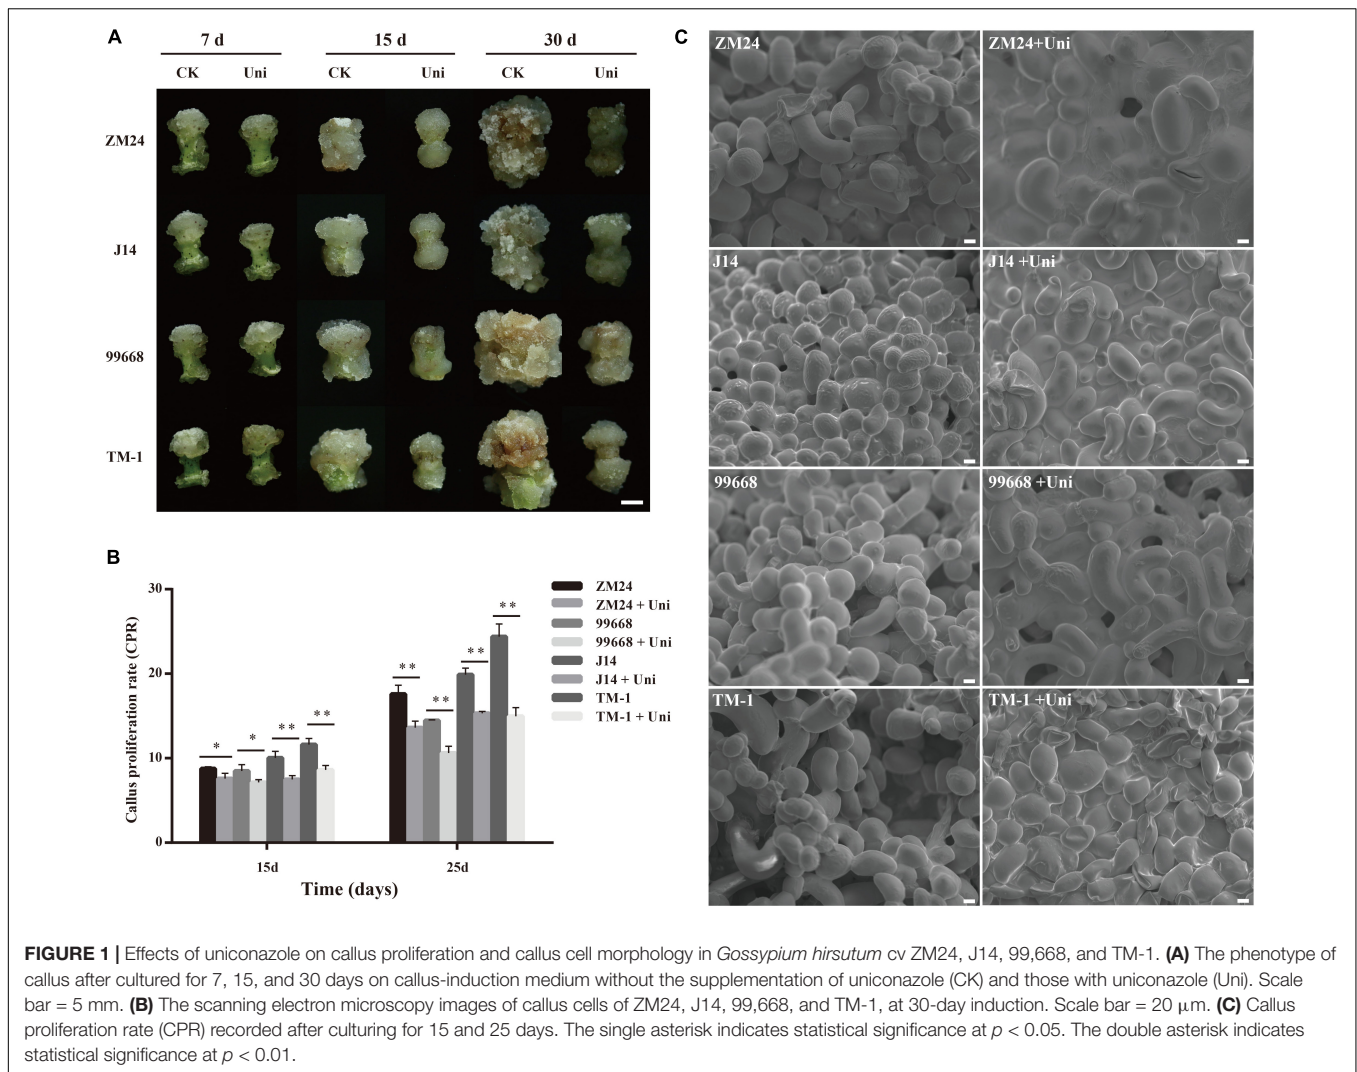 A
7 d 15 d 30 d
CK Uni CK Uni CK Uni
ZM24
J14
99668
TM-1
B
30
20
10
0
Callus proliferation rate (CPR)
* * ** **
** ** ** **
15d 25d
Time (days)
ZM24
ZM24 + Uni
99668
99668 + Uni
J14
J14 + Uni
TM-1
TM-1 + Uni
C
ZM24 ZM24+Uni
J14 J14 +Uni
99668 99668 +Uni
TM-1 TM-1 +Uni
FIGURE 1 | Effects of uniconazole on callus proliferation and callus cell morphology in Gossypium hirsutum cv ZM24, J14, 99,668, and TM-1. (A) The phenotype of
callus after cultured for 7, 15, and 30 days on callus-induction medium without the supplementation of uniconazole (CK) and those with uniconazole (Uni). Scale
bar = 5 mm. (B) The scanning electron microscopy images of callus cells of ZM24, J14, 99,668, and TM-1, at 30-day induction. Scale bar = 20 μm. (C) Callus
proliferation rate (CPR) recorded after culturing for 15 and 25 days. The single asterisk indicates statistical significance at p < 0.05. The double asterisk indicates
statistical significance at p < 0.01.